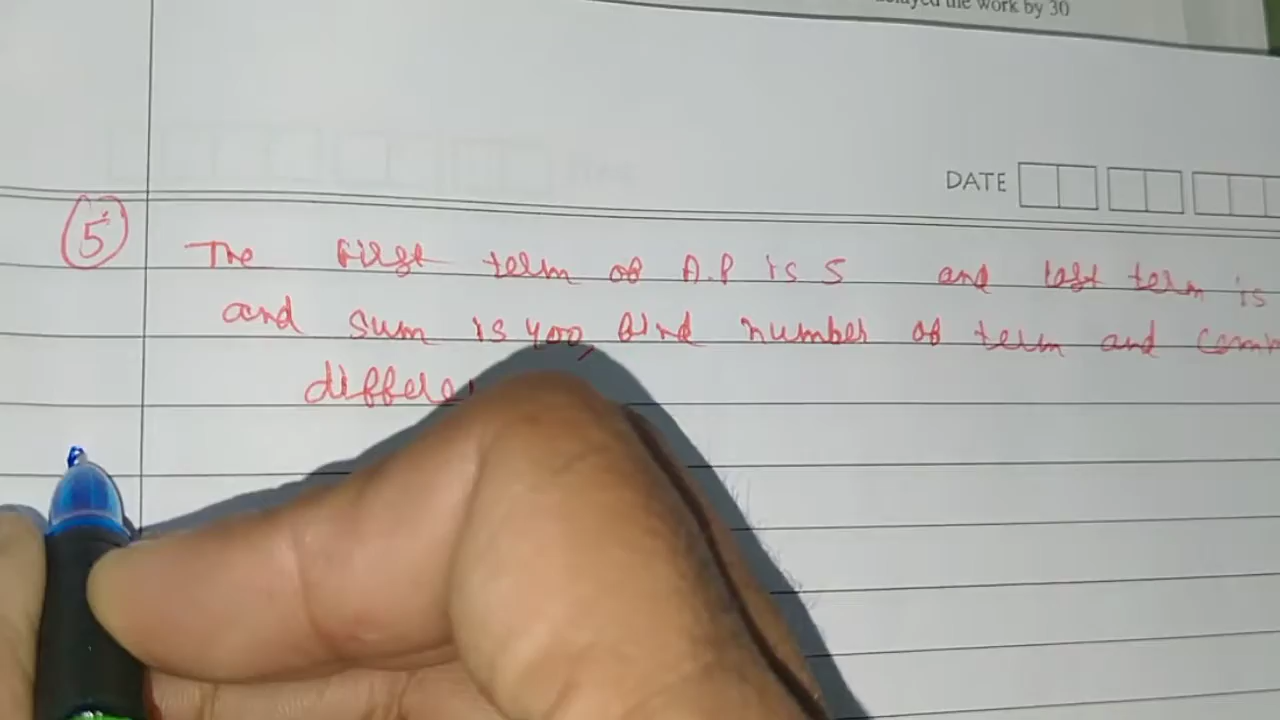 the work by 30
DATE
5
The first term of A.P is 5 and last term is
and sum is 400, find number of term and